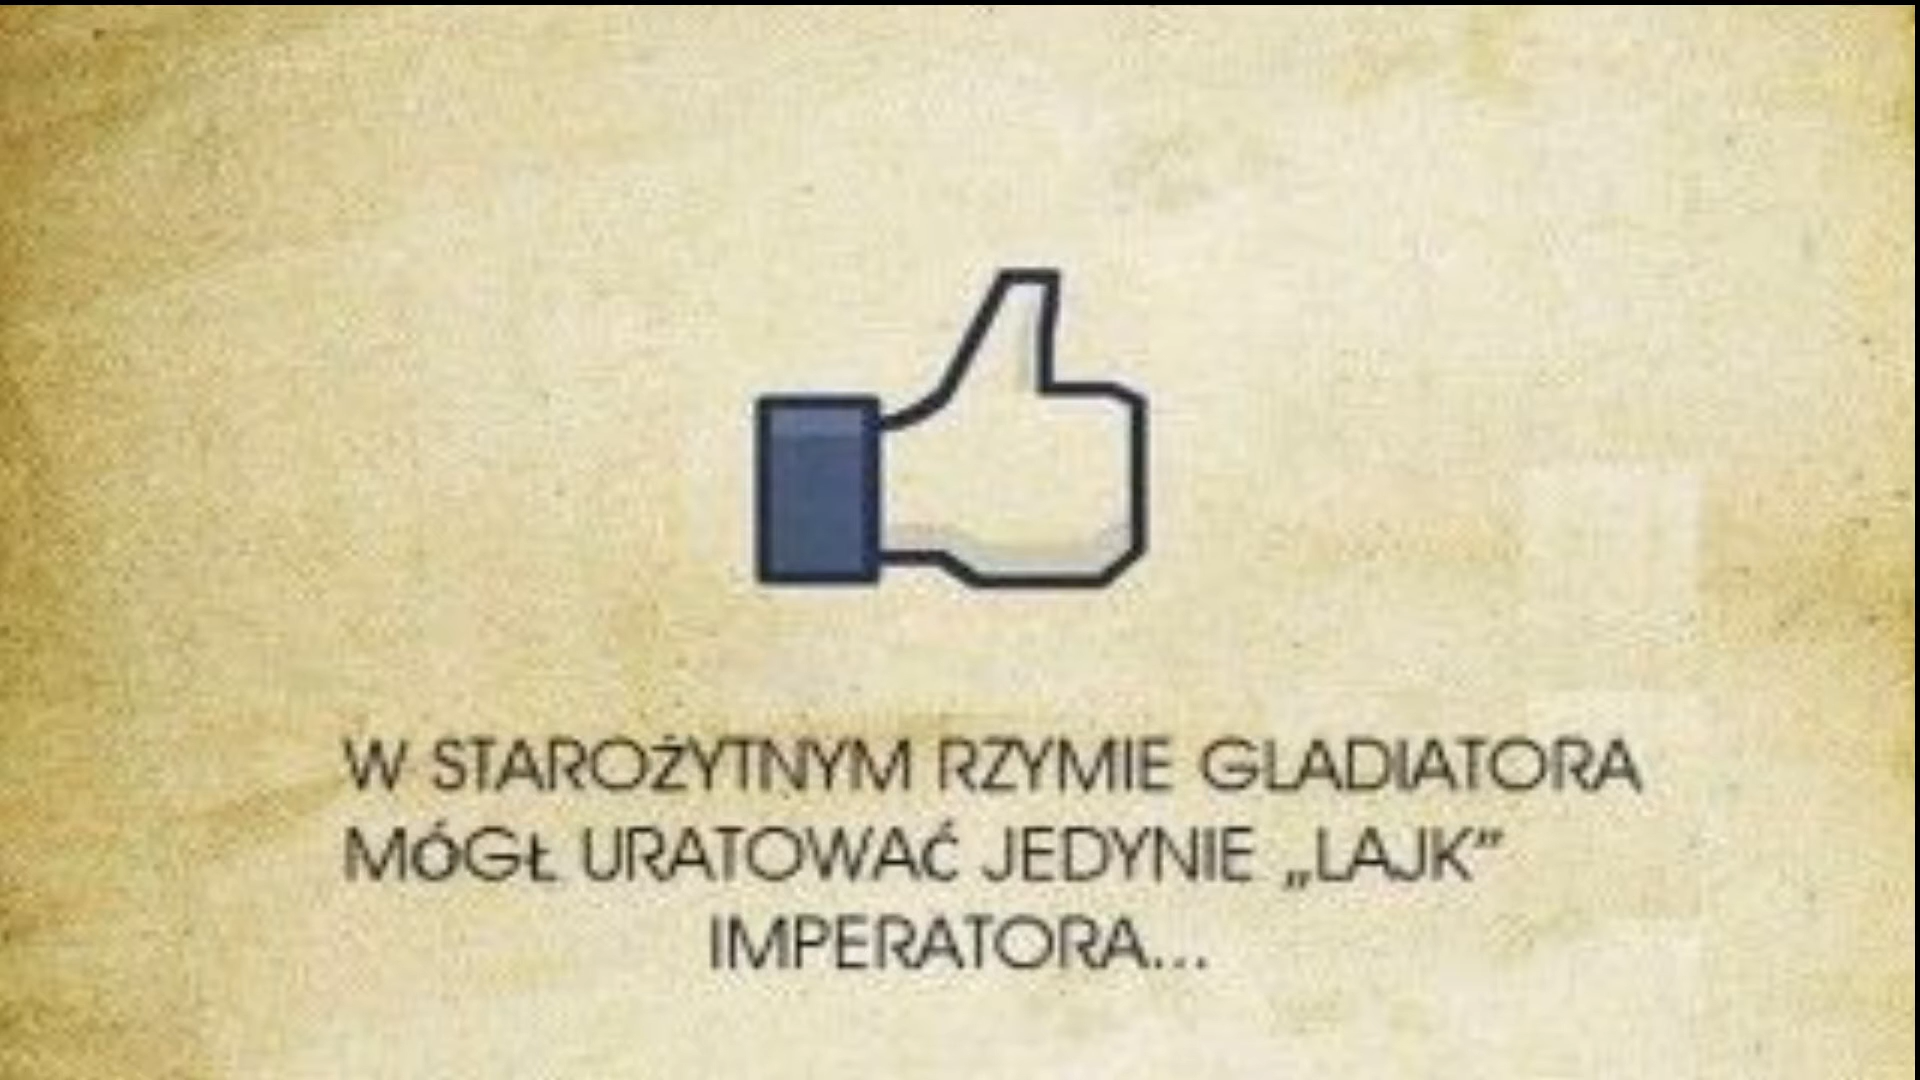 W STAROŻYTNYM RZYMIE GLADIATORA
MÓGŁ URATOWAĆ JEDYNIE „LAJK”
IMPERATORA...